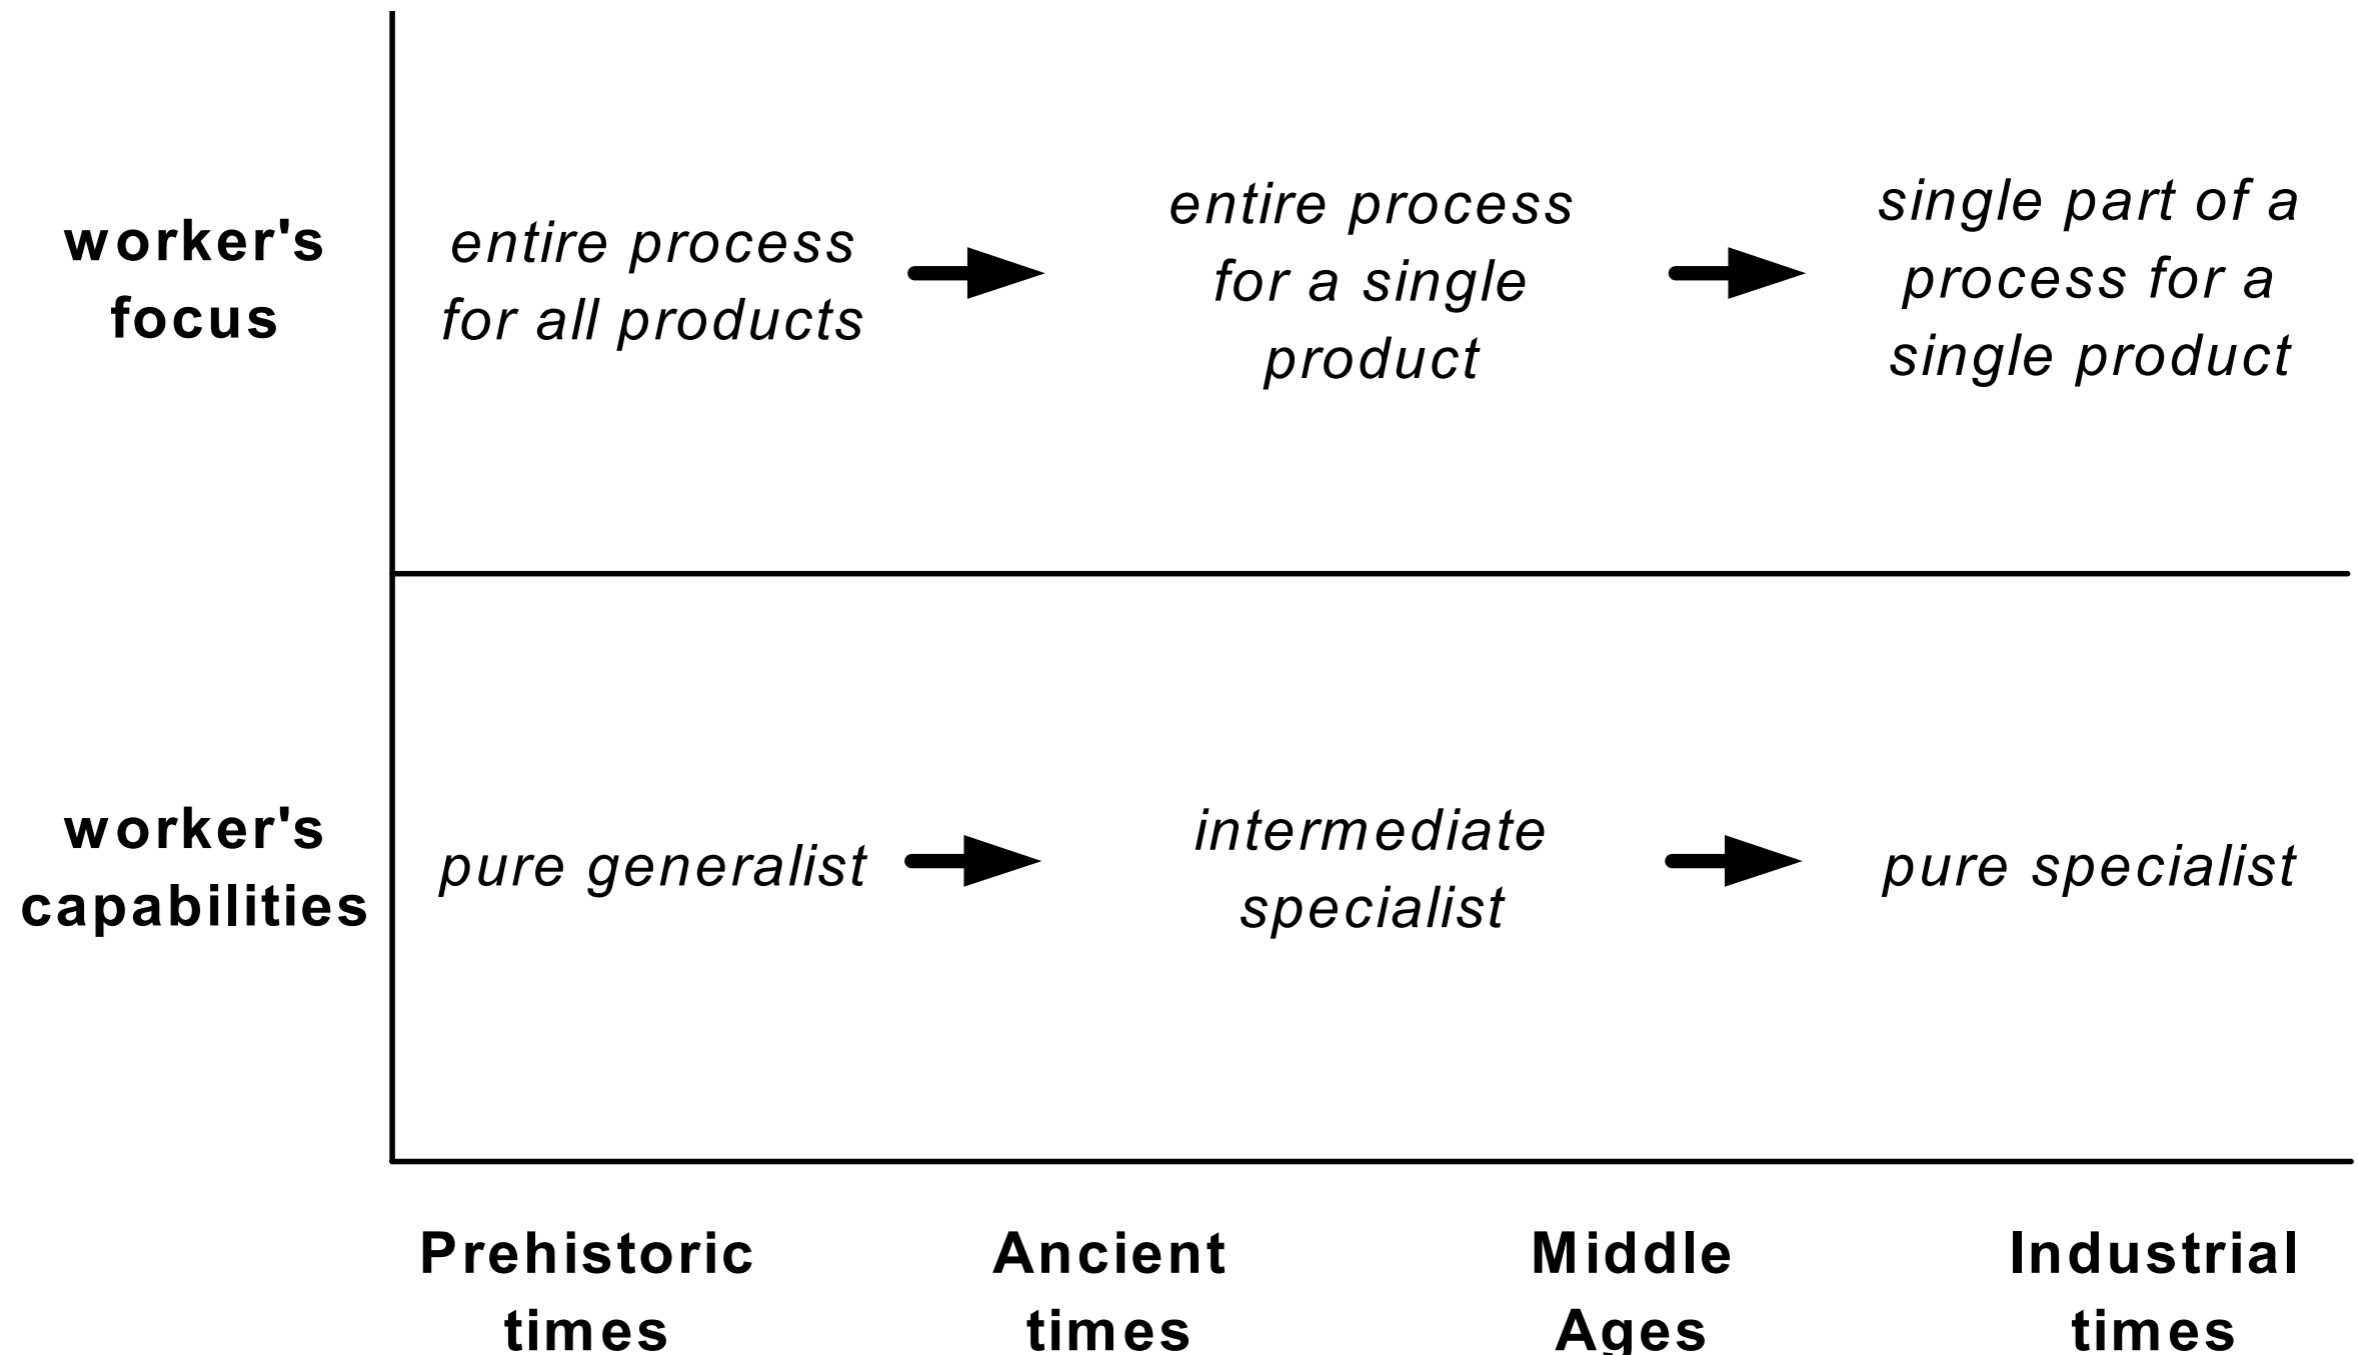 worker's
focus
entire process
for all products
entire process
for a single
product
single part of a
process for a
single product
worker's
capabilities
pure generalist
intermediate
specialist
pure specialist
Prehistoric
times
Ancient
times
Middle
Ages
Industrial
times